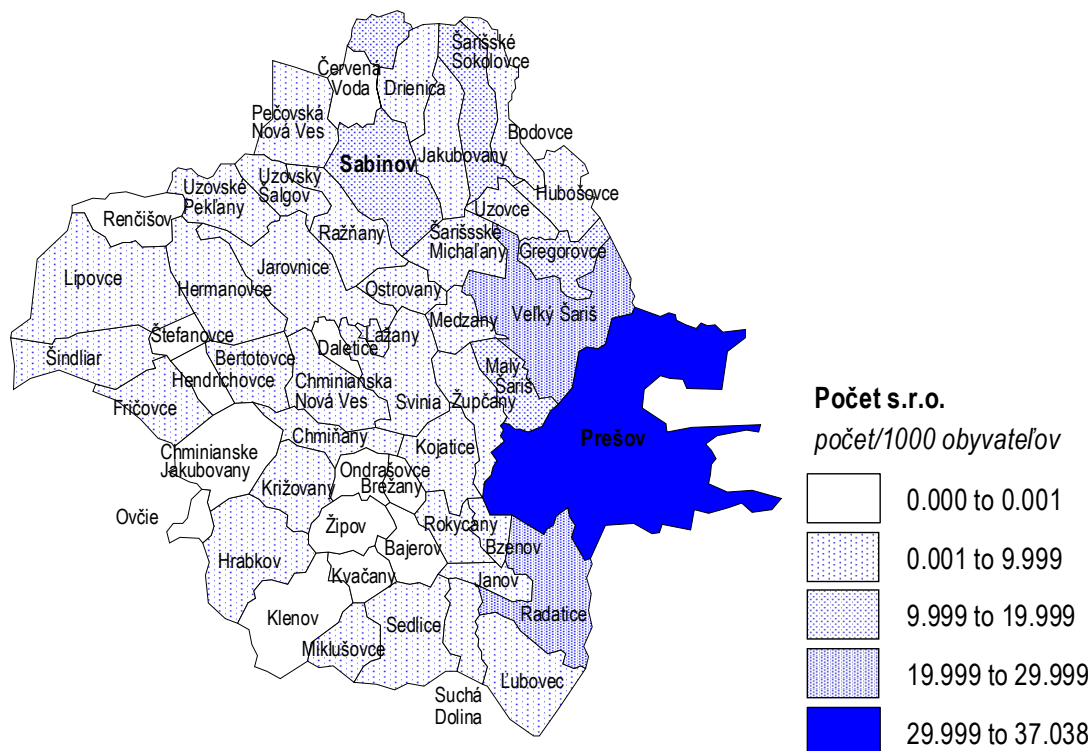 Šarišské
Sokolovce
Červená
Voda
Drienica
Pečovská
Nová Ves
Bodovce
Sabinov
Jakubovany
Uzovské
Pekľany
Uzovský
Šalgov
Hubošovce
Uzovce
Renčišov
Ražňany
Šarišsské
Michaľany
Gregorovce
Lipovce
Jarovnice
Hermanovce
Ostrovany
Veľký Šariš
Medzany
Štefanovce
Lažany
Daletice
Šindliar
Bertotovce
Hendrichovce
Malý
Šariš
Chminianska
Nová Ves
Svinia
Župčany
Fričovce
Chmiňany
Prešov
Kojatice
Chminianske
Jakubovany
Ondrašovce
Brežany
Križovany
Ovčie
Žipov
Rokycany
Bzenov
Bajerov
Hrabkov
Kvačany
Janov
Klenov
Sedlice
Radatice
Miklušovce
Ľubovec
Suchá
Dolina
Počet s.r.o.
počet/1000 obyvateľov
0.000 to 0.001
0.001 to 9.999
9.999 to 19.999
19.999 to 29.999
29.999 to 37.038